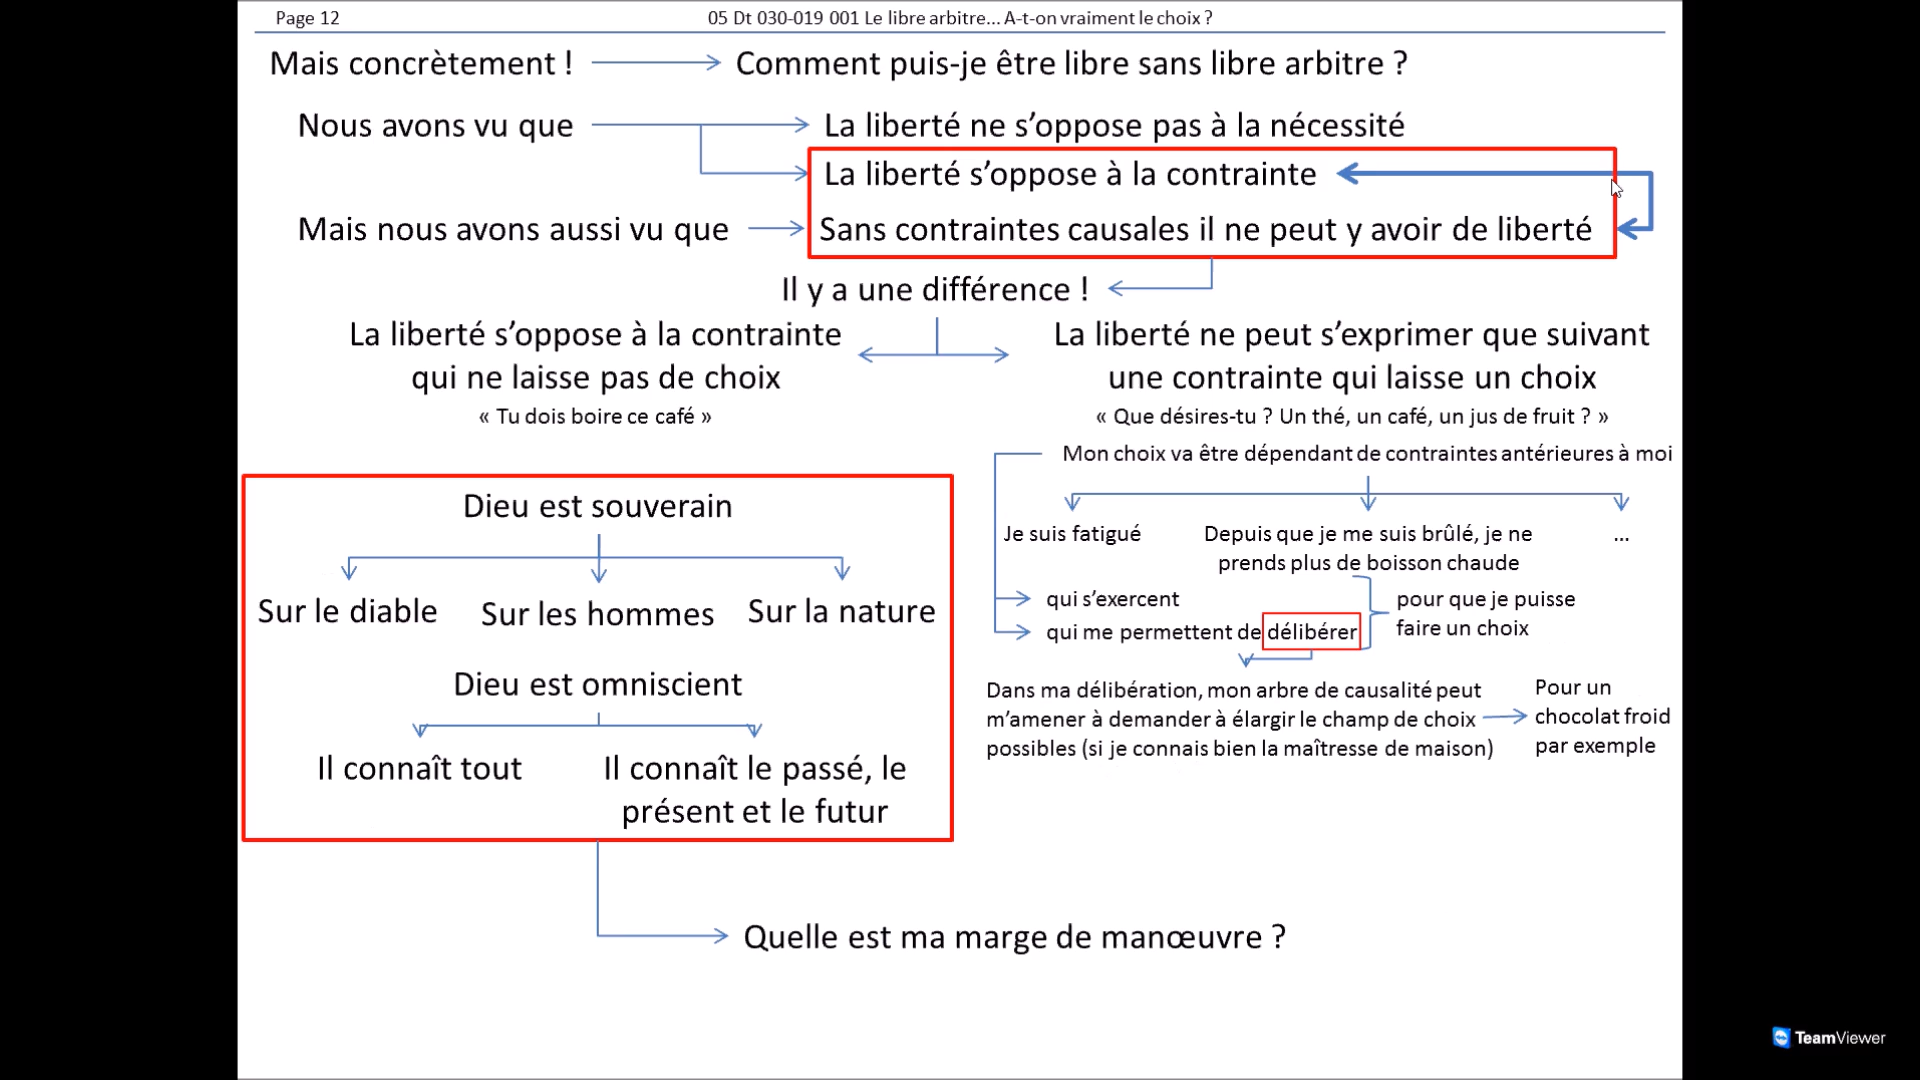 Page 12
05 Dt 030-019 001 Le libre arbitre... A-t-on vraiment le choix ?
Mais concrètement !
Comment puis-je être libre sans libre arbitre ?
Nous avons vu que
La liberté ne s’oppose pas à la nécessité
La liberté s’oppose à la contrainte
Mais nous avons aussi vu que
Sans contraintes causales il ne peut y avoir de liberté
Il y a une différence !
La liberté s’oppose à la contrainte
qui ne laisse pas de choix
« Tu dois boire ce café »
La liberté ne peut s’exprimer que suivant
une contrainte qui laisse un choix
« Que désires-tu ? Un thé, un café, un jus de fruit ? »
Mon choix va être dépendant de contraintes antérieures à moi
Je suis fatigué
Depuis que je me suis brûlé, je ne
prends plus de boisson chaude
...
qui s’exercent
qui me permettent de délibérer
pour que je puisse
faire un choix
Dans ma délibération, mon arbre de causalité peut
m’amener à demander à élargir le champ de choix
possibles (si je connais bien la maîtresse de maison)
Pour un
chocolat froid
par exemple
Dieu est souverain
Sur le diable
Sur les hommes
Sur la nature
Dieu est omniscient
Il connaît tout
Il connaît le passé, le
présent et le futur
Quelle est ma marge de manœuvre ?
TeamViewer